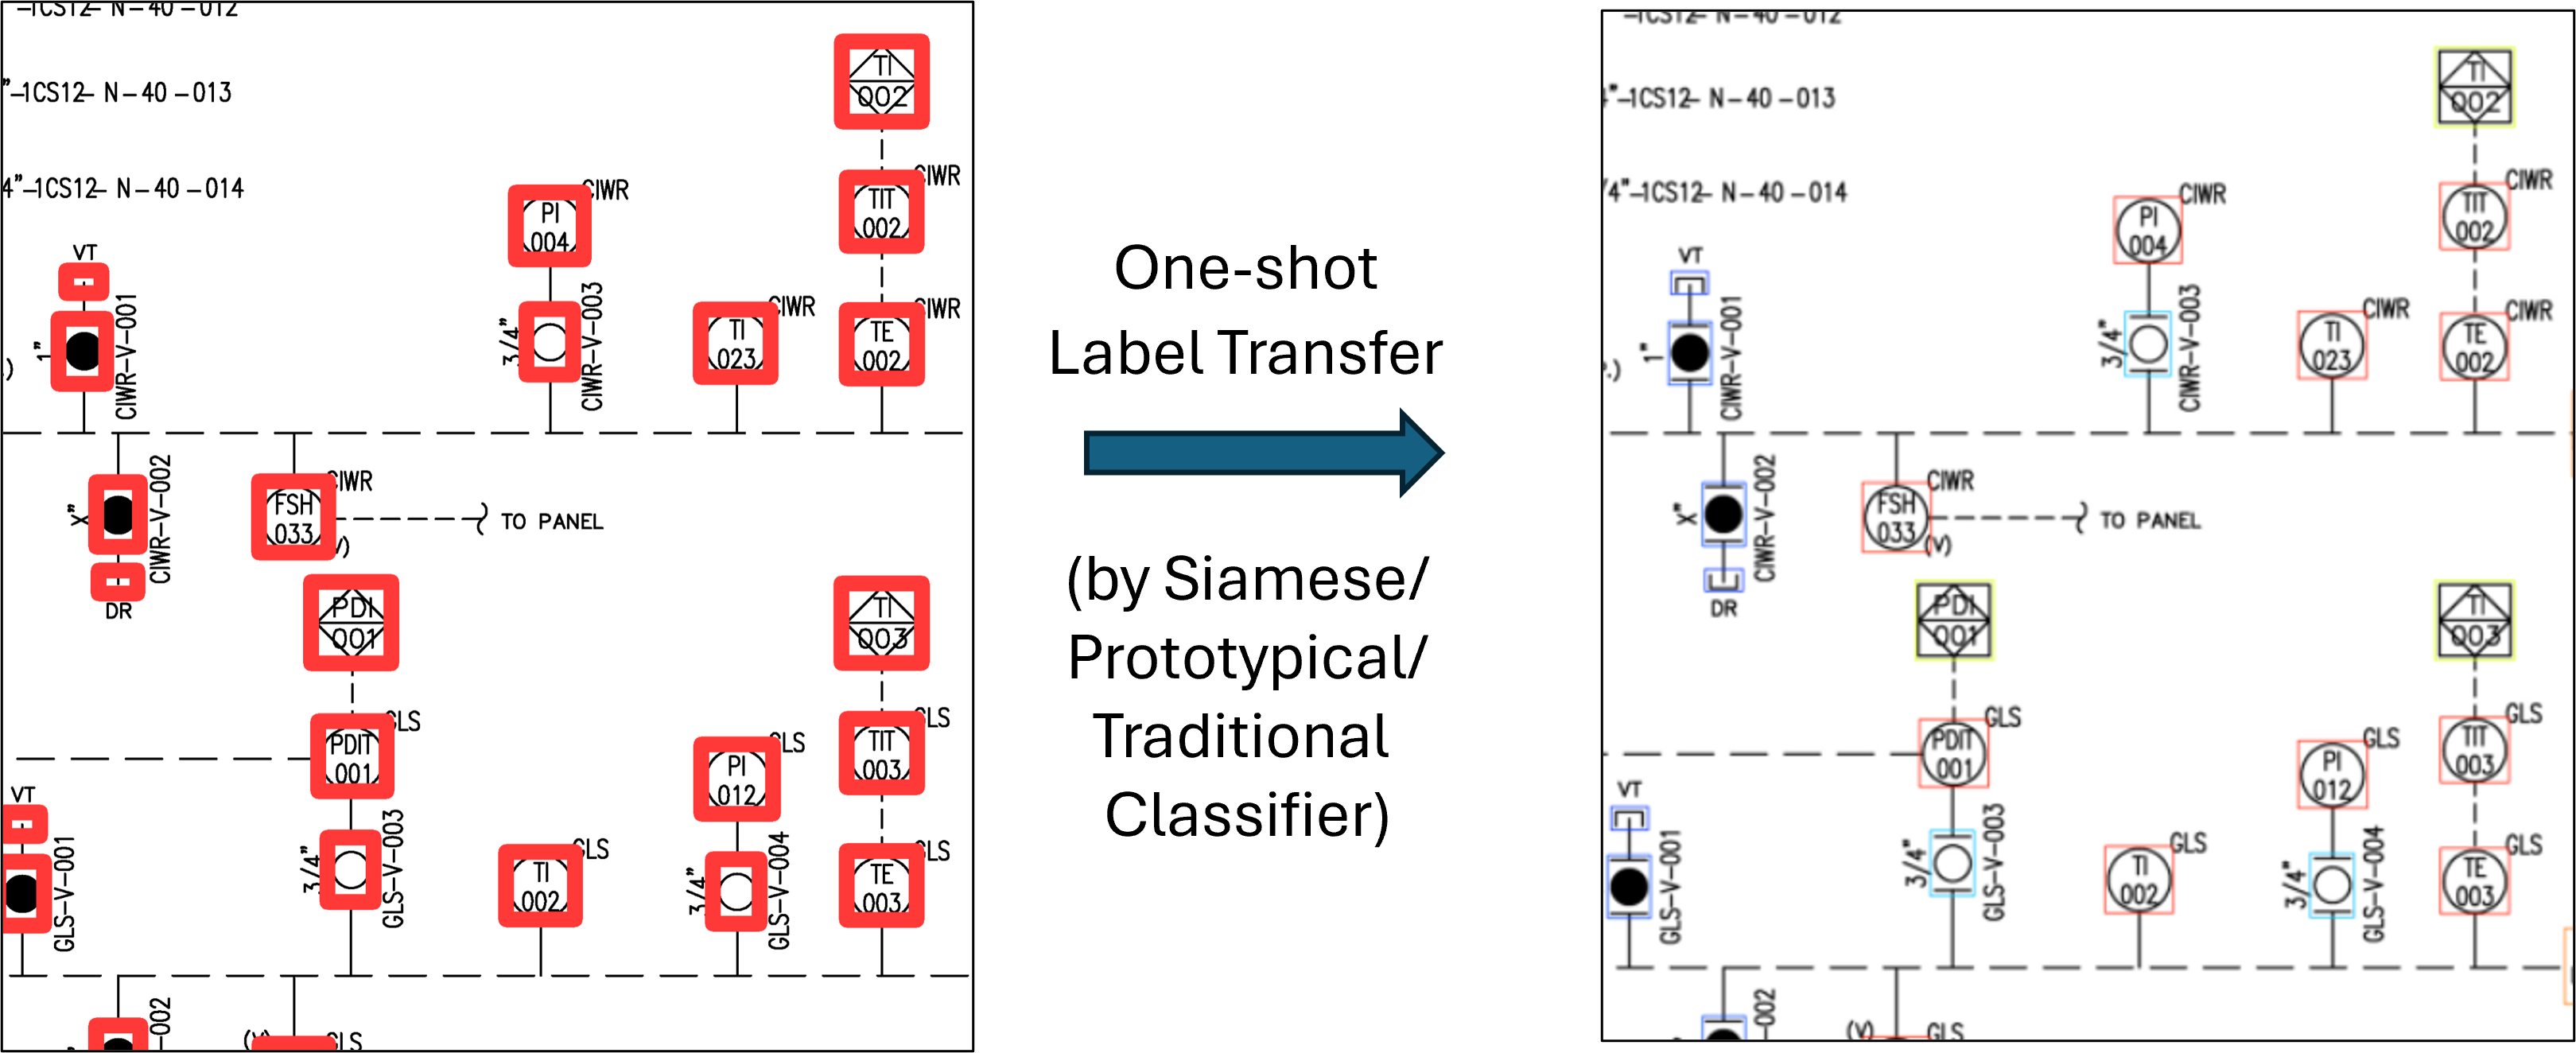 –1CS12– N–40–012
"–1CS12– N–40–013
4"–1CS12– N–40–014
VT
1"
CIWR-V-001
)
PI
004
CIWR
3/4"
CIWR-V-003
TI
023
CIWR
TI
002
TIT
002
CIWR
TE
002
CIWR
X"
CIWR-V-002
DR
FSH
033
CIWR
V)
TO PANEL
PDI
001
PDIT
001
GLS
3/4"
GLS-V-003
VT
GLS-V-001
TI
002
GLS
PI
012
GLS
3/4"
GLS-V-004
TI
003
TIT
003
GLS
TE
003
GLS
-002
(V)
GLS
One-shot
Label Transfer
(by Siamese/
Prototypical/
Traditional
Classifier)
–1CS12– N–40–012
"–1CS12– N–40–013
/4"–1CS12– N–40–014
VT
1"
CIWR-V-001
.)
PI
004
CIWR
3/4"
CIWR-V-003
TI
023
CIWR
TI
002
TIT
002
CIWR
TE
002
CIWR
X"
CIWR-V-002
DR
FSH
033
CIWR
(V)
TO PANEL
PDI
001
PDIT
001
GLS
3/4"
GLS-V-003
VT
GLS-V-001
TI
002
GLS
PI
012
GLS
3/4"
GLS-V-004
TI
003
TIT
003
GLS
TE
003
GLS
-002
(V)
GLS